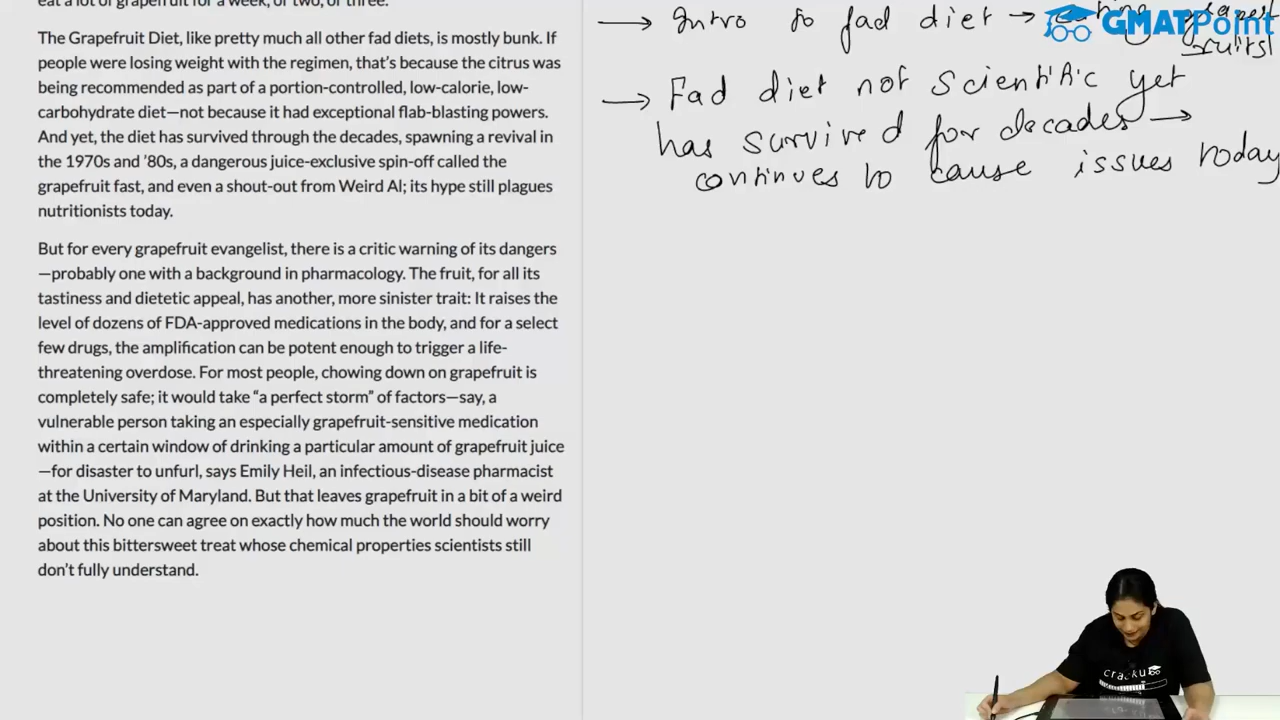 eat a lot of grapefruit for a week, or two, or three.
The Grapefruit Diet, like pretty much all other fad diets, is mostly bunk. If
people were losing weight with the regimen, that's because the citrus was
being recommended as part of a portion-controlled, low-calorie, low-
carbohydrate diet—not because it had exceptional flab-blasting powers.
And yet, the diet has survived through the decades, spawning a revival in
the 1970s and '80s, a dangerous juice-exclusive spin-off called the
grapefruit fast, and even a shout-out from Weird Al; its hype still plagues
nutritionists today.
But for every grapefruit evangelist, there is a critic warning of its dangers
—probably one with a background in pharmacology. The fruit, for all its
tastiness and dietetic appeal, has another, more sinister trait: It raises the
level of dozens of FDA-approved medications in the body, and for a select
few drugs, the amplification can be potent enough to trigger a life-
threatening overdose. For most people, chowing down on grapefruit is
completely safe; it would take “a perfect storm” of factors—say, a
vulnerable person taking an especially grapefruit-sensitive medication
within a certain window of drinking a particular amount of grapefruit juice
—for disaster to unfurl, says Emily Heil, an infectious-disease pharmacist
at the University of Maryland. But that leaves grapefruit in a bit of a weird
position. No one can agree on exactly how much the world should worry
about this bittersweet treat whose chemical properties scientists still
don't fully understand.
→ Intro to fad diet → eating grapes
fruits
→ Fad diet not scientific yet
has survived for decades →
continues to cause issues today
GMATPoint
cracku